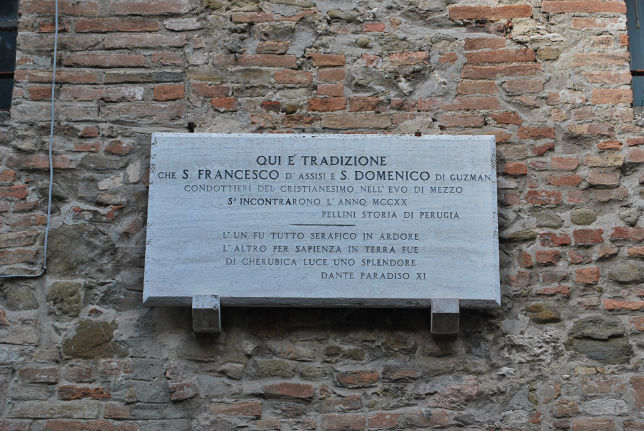 QUI E' TRADIZIONE
CHE S. FRANCESCO D'ASSISI E S. DOMENICO DI GUZMAN
CONDOTTIERI DEL CRISTIANESIMO NELL'EVO DI MEZZO
S'INCONTRARONO L'ANNO MCCXX
PELLINI STORIA DI PERUGIA
L'UN FU TUTTO SERAFICO IN ARDORE
L'ALTRO PER SAPIENZA IN TERRA FUE
DI CHERUBICA LUCE UNO SPLENDORE
DANTE PARADISO XI